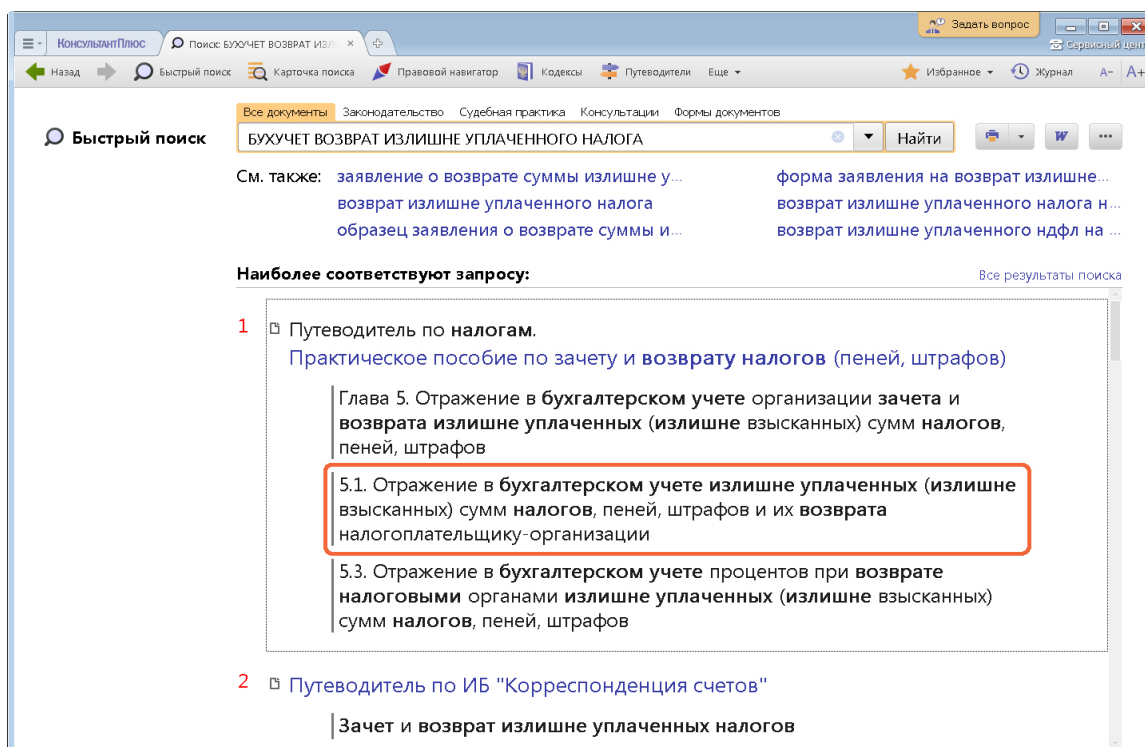 Задать вопрос
КонсультантПлюс Поиск: БУХУЧЕТ ВОЗВРАТ ИЗЛ
Сервисный цент
Назад Быстрый поиск Карточка поиска Правовой навигатор Кодексы Путеводители Еще Избранное Журнал A- A+
Все документы Законодательство Судебная практика Консультации Формы документов
Быстрый поиск БУХУЧЕТ ВОЗВРАТ ИЗЛИШНЕ УПЛАЧЕННОГО НАЛОГА Найти W ...
См. также: заявление о возврате суммы излишне у... форма заявления на возврат излишне...
возврат излишне уплаченного налога возврат излишне уплаченного налога н...
образец заявления о возврате суммы и... возврат излишне уплаченного ндфл на ...
Наиболее соответствуют запросу: Все результаты поиска
1 Путеводитель по налогам.
Практическое пособие по зачету и возврату налогов (пеней, штрафов)
Глава 5. Отражение в бухгалтерском учете организации зачета и
возврата излишне уплаченных (излишне взысканных) сумм налогов,
пеней, штрафов
5.1. Отражение в бухгалтерском учете излишне уплаченных (излишне
взысканных) сумм налогов, пеней, штрафов и их возврата
налогоплательщику-организации
5.3. Отражение в бухгалтерском учете процентов при возврате
налоговыми органами излишне уплаченных (излишне взысканных)
сумм налогов, пеней, штрафов
2 Путеводитель по ИБ "Корреспонденция счетов"
Зачет и возврат излишне уплаченных налогов